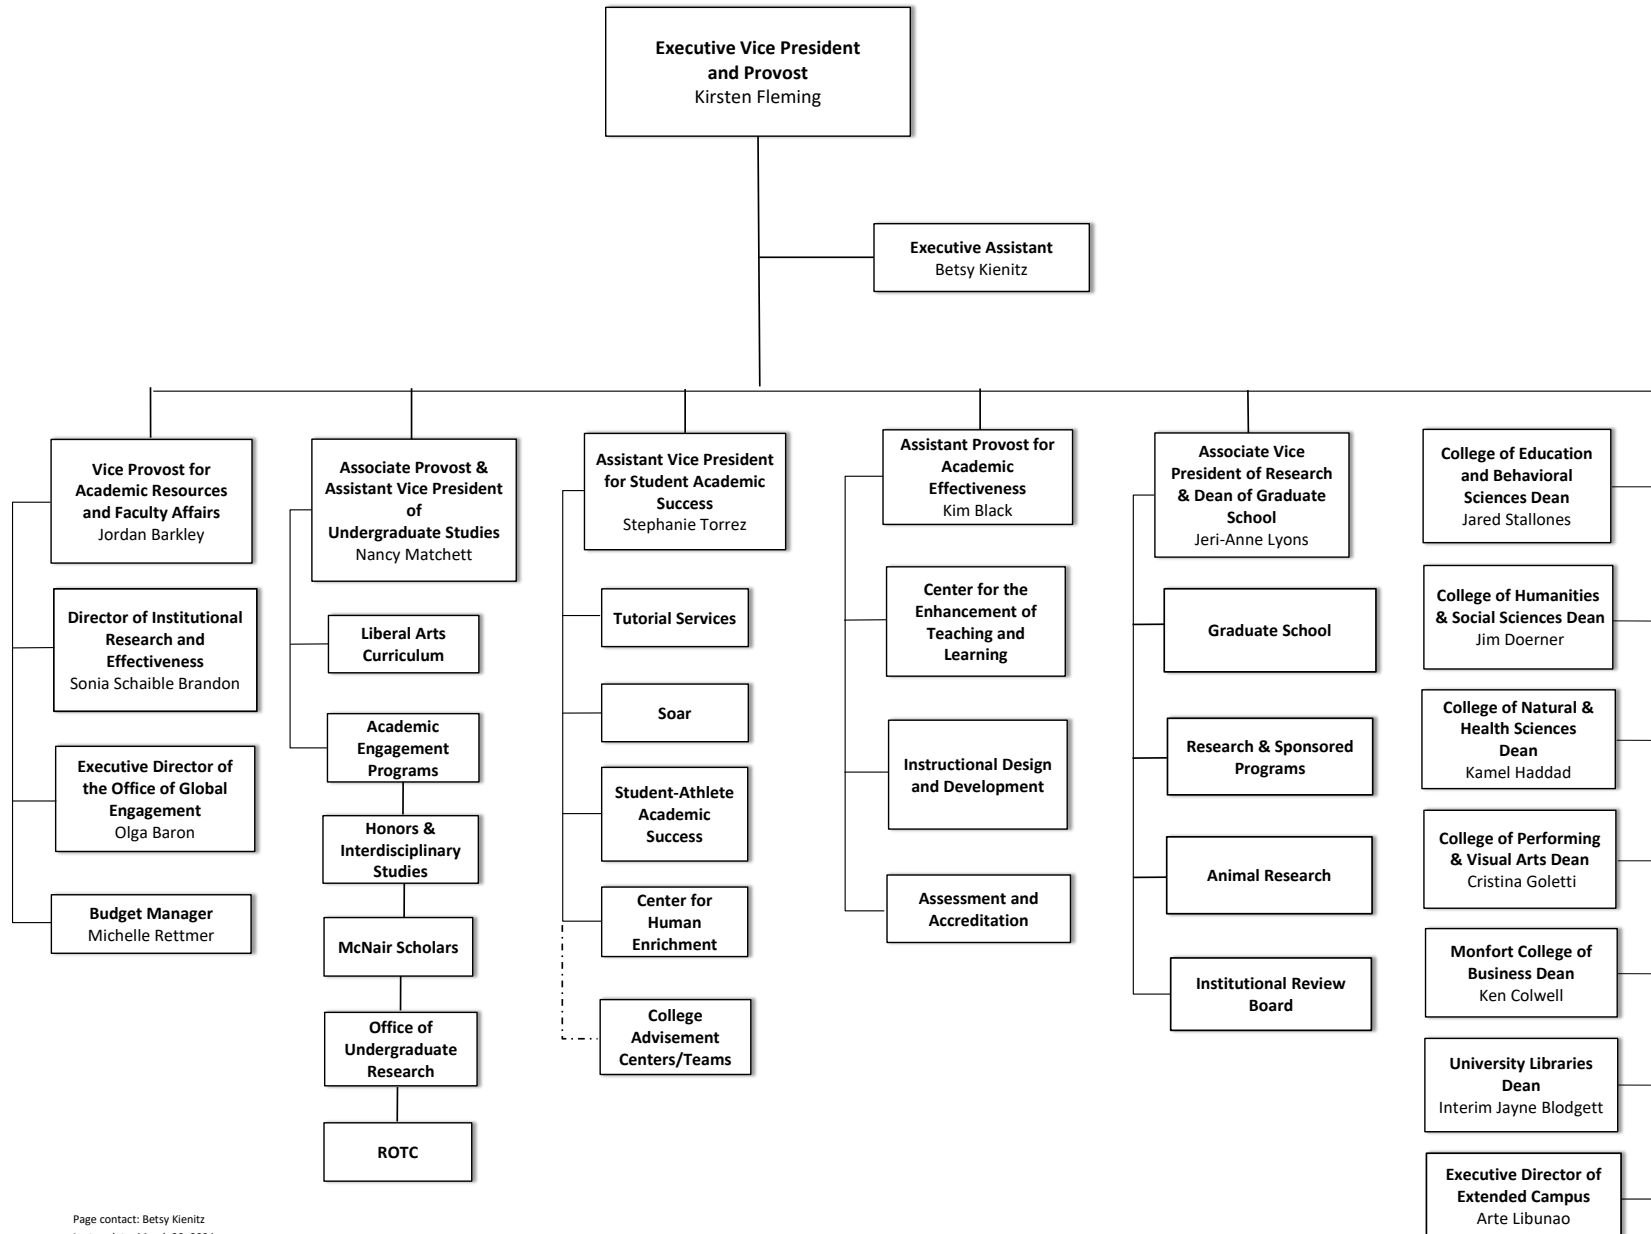 Executive Vice President
and Provost
Kirsten Fleming
Executive Assistant
Betsy Kienitz
Vice Provost for
Academic Resources
and Faculty Affairs
Jordan Barkley
Director of Institutional
Research and
Effectiveness
Sonia Schaible Brandon
Executive Director of
the Office of Global
Engagement
Olga Baron
Budget Manager
Michelle Rettmer
Associate Provost &
Assistant Vice President
of
Undergraduate Studies
Nancy Matchett
Liberal Arts
Curriculum
Academic
Engagement
Programs
Honors &
Interdisciplinary
Studies
McNair Scholars
Office of
Undergraduate
Research
ROTC
Assistant Vice President
for Student Academic
Success
Stephanie Torrez
Tutorial Services
Soar
Student-Athlete
Academic
Success
Center for
Human
Enrichment
College
Advisement
Centers/Teams
Assistant Provost for
Academic
Effectiveness
Kim Black
Center for the
Enhancement of
Teaching and
Learning
Instructional Design
and Development
Assessment and
Accreditation
Associate Vice
President of Research
& Dean of Graduate
School
Jeri-Anne Lyons
Graduate School
Research & Sponsored
Programs
Animal Research
Institutional Review
Board
College of Education
and Behavioral
Sciences Dean
Jared Stallones
College of Humanities
& Social Sciences Dean
Jim Doerner
College of Natural &
Health Sciences
Dean
Kamel Haddad
College of Performing
& Visual Arts Dean
Cristina Goletti
Monfort College of
Business Dean
Ken Colwell
University Libraries
Dean
Interim Jayne Blodgett
Executive Director of
Extended Campus
Arte Libunao
Page contact: Betsy Kienitz